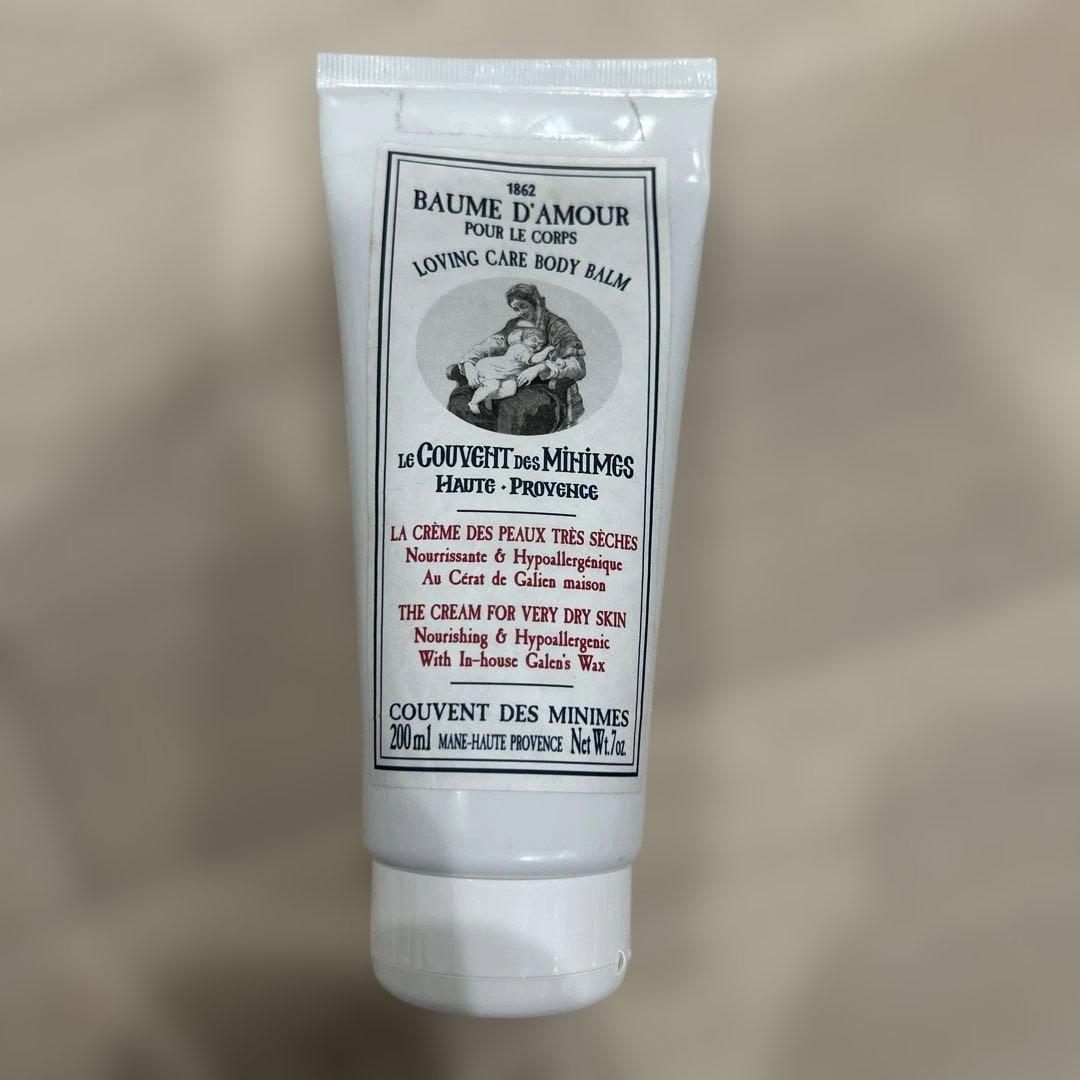 1862
BAUME D'AMOUR
POUR LE CORPS
LOVING CARE BODY BALM
LE COUVENT DES MINIMES
HAUTE · PROVENCE
LA CRÈME DES PEAUX TRÈS SÈCHES
Nourrissante & Hypoallergénique
Au Cérat de Galien maison
THE CREAM FOR VERY DRY SKIN
Nourishing & Hypoallergenic
With In-house Galen's Wax
COUVENT DES MINIMES
200 ml MANE-HAUTE PROVENCE Net Wt. 7 oz.